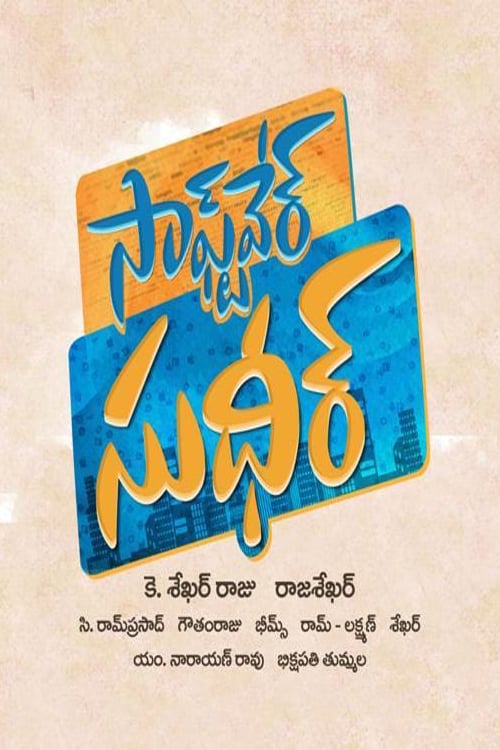 సాఫ్ట్‌వేర్
సుధీర్
కె. శేఖర్ రాజు రాజశేఖర్
సి. రామ్‌ప్రసాద్ గౌతంరాజు భీమ్స్ రామ్ - లక్ష్మణ్ శేఖర్
యం. నారాయణ్ రావు భిక్షపతి తుమ్మల